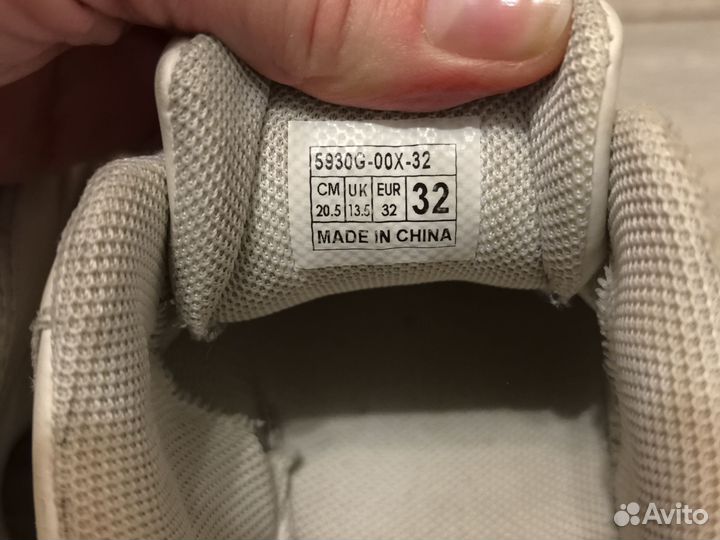 5930G-00X-32
CM UK EUR 32
20.5 13.5 32
MADE IN CHINA
Avito